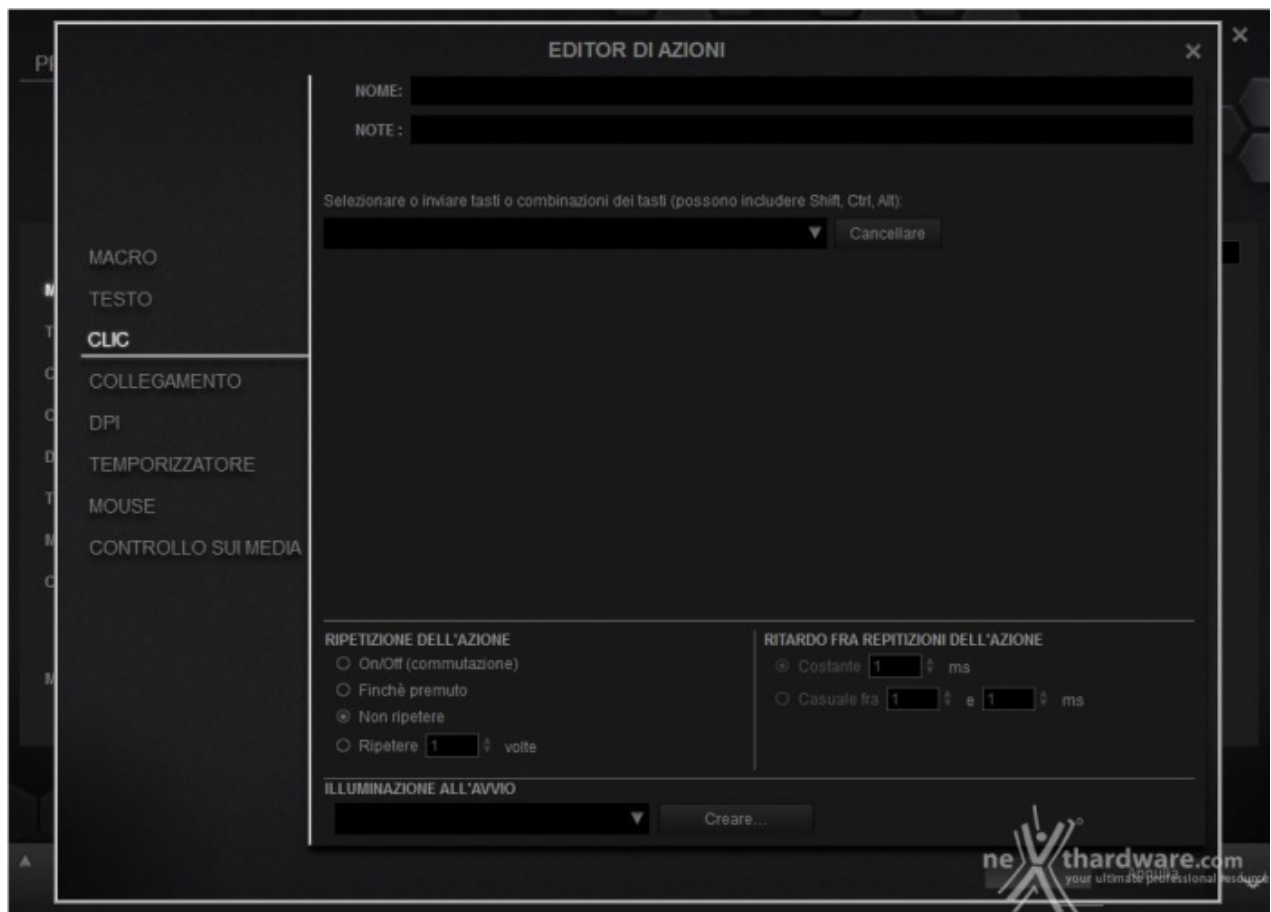 EDITOR DI AZIONI
NOME:
NOTE :
Selezionare o inviare tasti o combinazioni dei tasti (possono includere Shift, Ctrl, Alt):
Cancellare
MACRO
TESTO
CLIC
COLLEGAMENTO
DPI
TEMPORIZZATORE
MOUSE
CONTROLLO SUI MEDIA
RIPETIZIONE DELL'AZIONE
On/Off (commutazione)
Finchè premuto
Non ripetere
Ripetere 1 volte
RITARDO FRA REPITIZIONI DELL'AZIONE
Costante 1 ms
Casuale fra 1 e 1 ms
ILLUMINAZIONE ALL'AVVIO
Creare...
Annulla
nexthardware.com
your ultimate professional resource